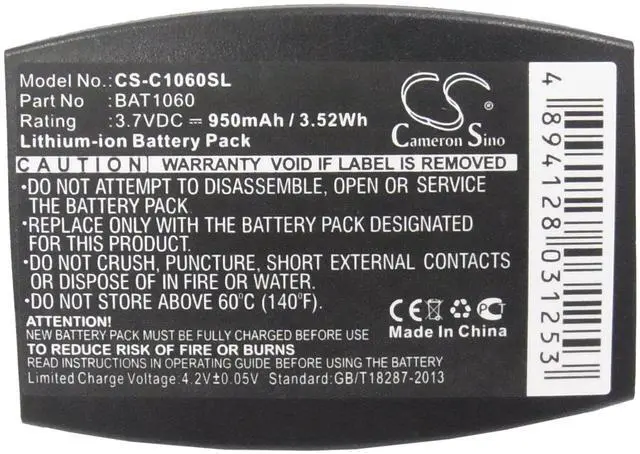 Model No.:CS-C1060SL
Part No :BAT1060
Rating :3.7VDC⎓950mAh / 3.52Wh
Lithium-ion Battery Pack
CS
Cameron Sino
CAUTION WARRANTY VOID IF LABEL REMOVED
•DO NOT ATTEMPT TO DISASSEMBLE, OPEN OR SERVICE
THE BATTERY PACK
•REPLACE ONLY WITH THE BATTERY PACK DESIGNATED
FOR THIS EQUIPMENT.
•DO NOT CRUSH, PUNCTURE, SHORT EXTERNAL CONTACTS
OR DISPOSE OF IN FIRE OR WATER.
•DO NOT STORE ABOVE 60°C (140°F).
ATTENTION!
NEW BATTERY PACK MUST BE FULLY CHARGED BEFORE USE
TO REDUCE RISK OF FIRE OR BURNS
READ INSTRUCTIONS IN OPERATING GUIDE BEFORE BEFORE USING
Limited Charge Voltage:4.2V±0.05V Standard:GB/T18287-2013
CE
Made In China
4 894128 031253